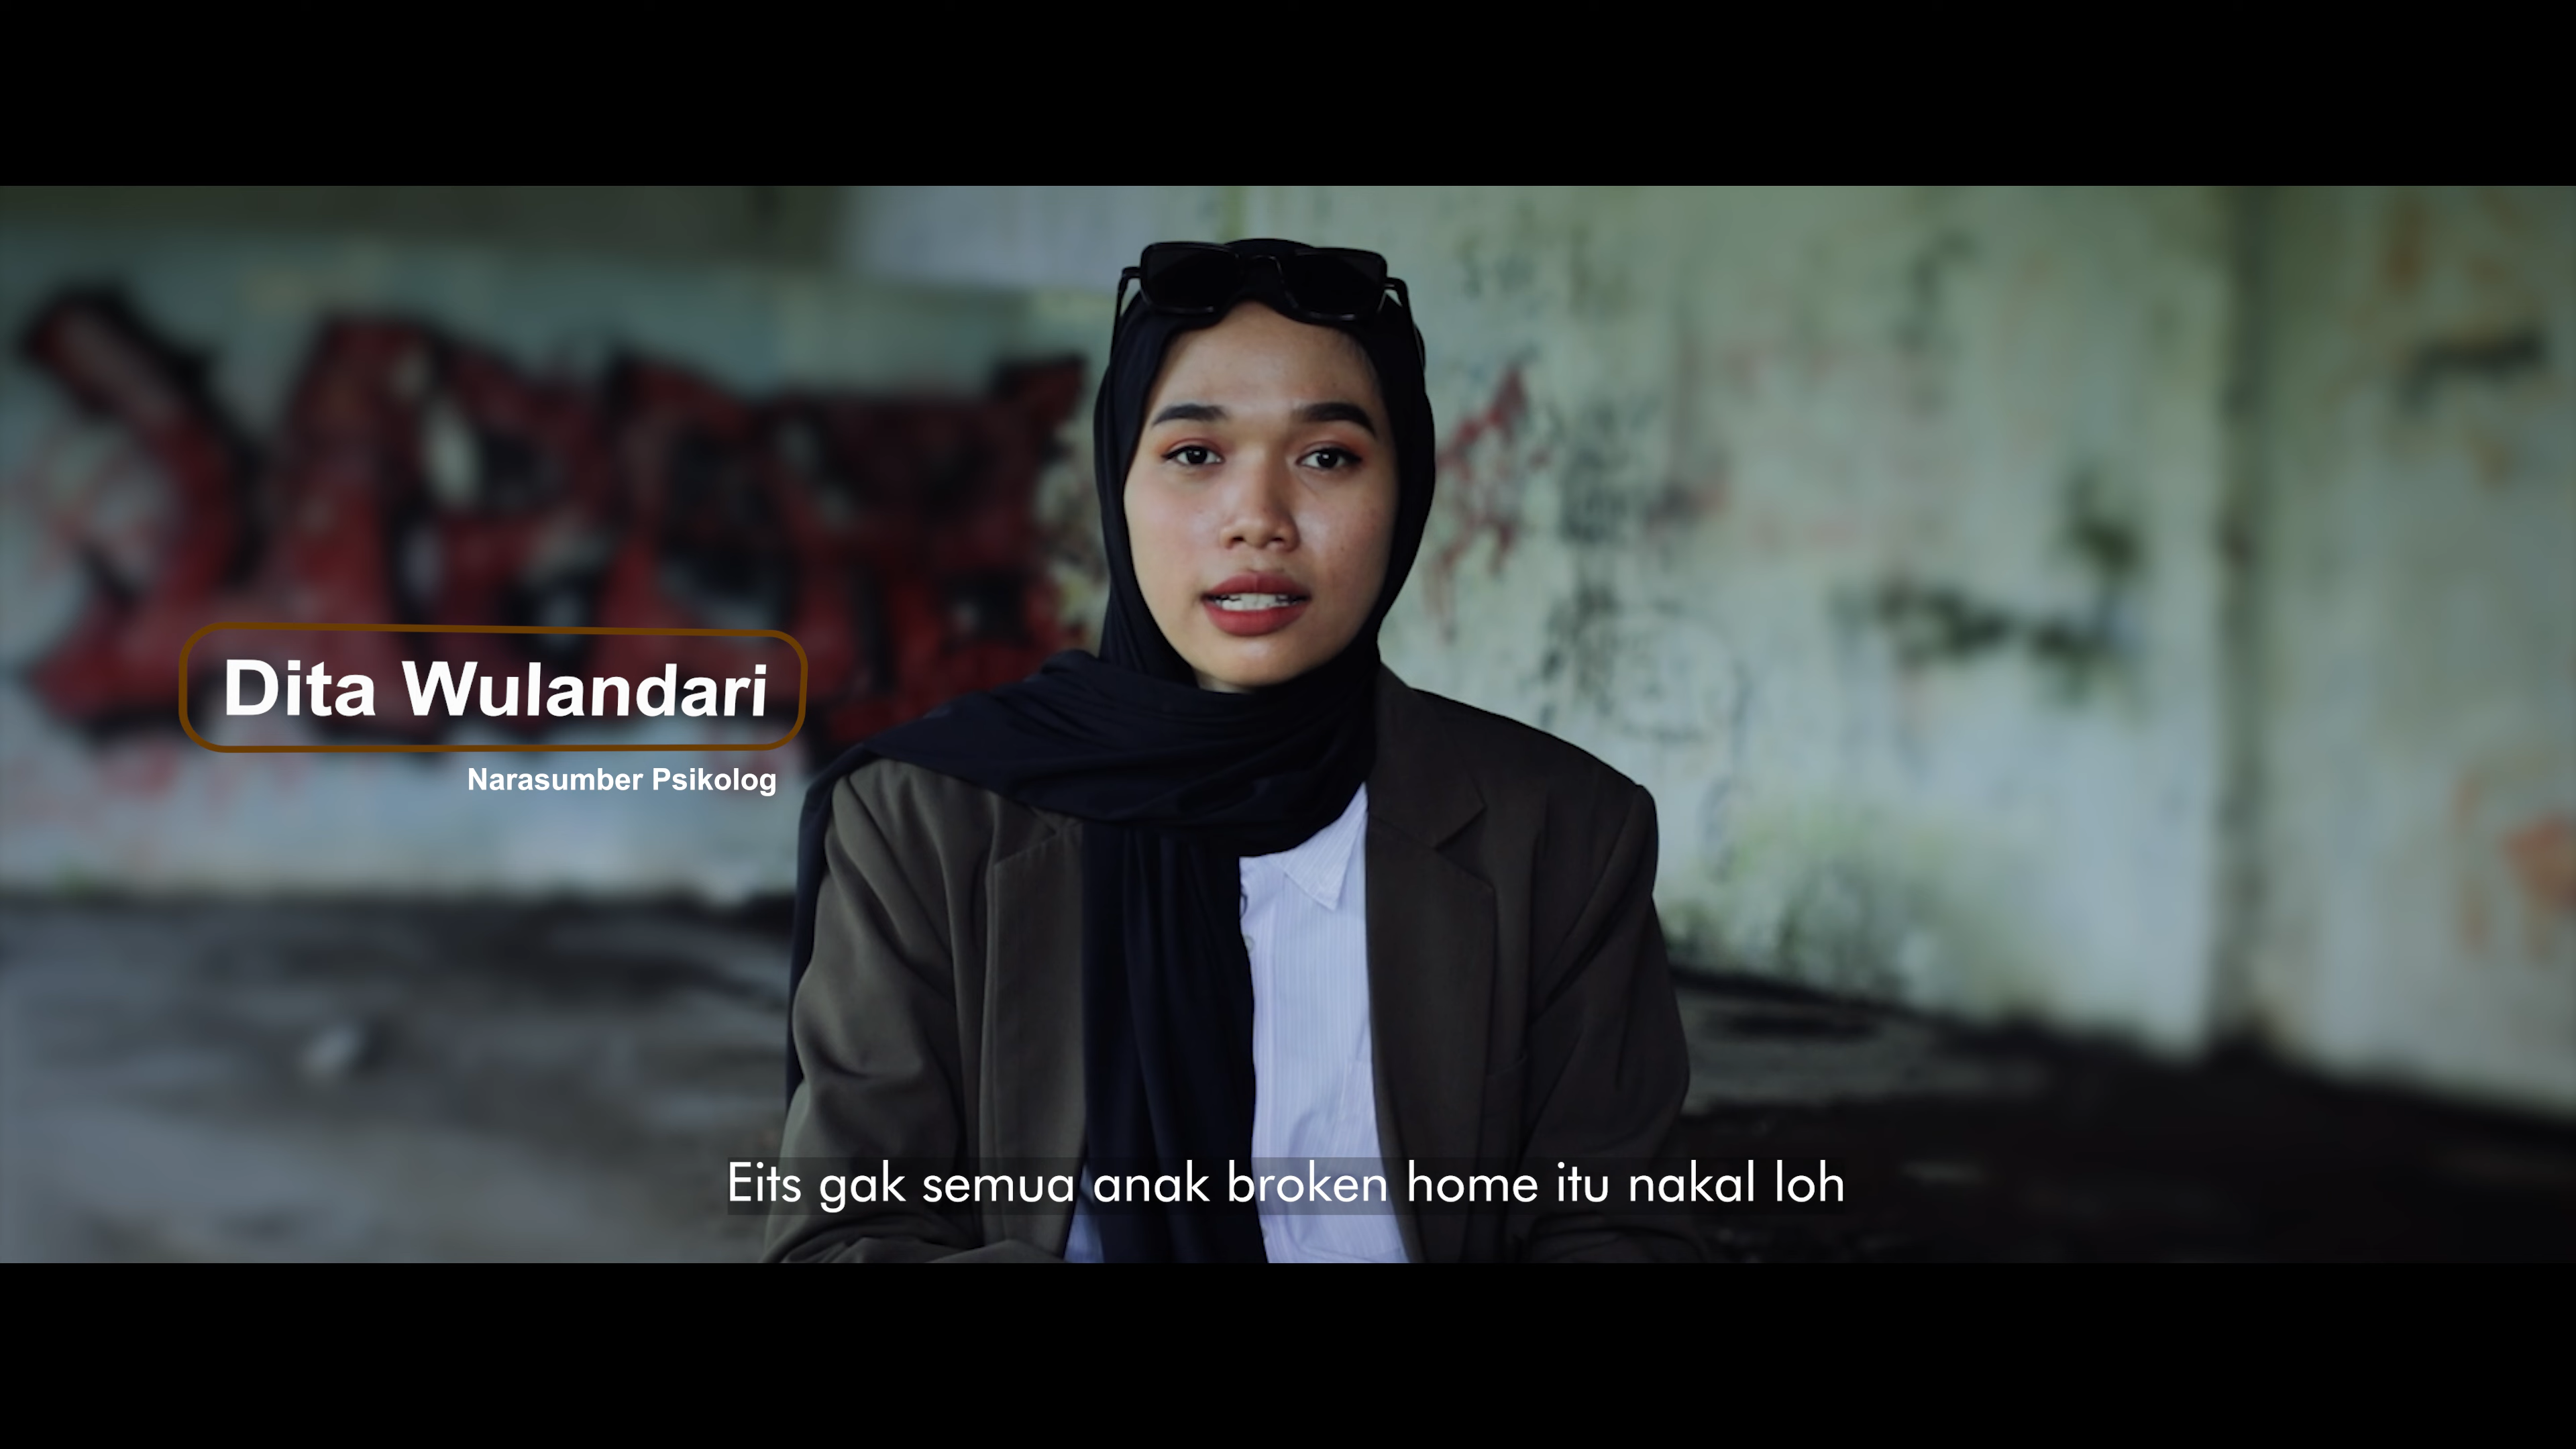 Dita Wulandari
Narasumber Psikolog
Eits gak semua anak broken home itu nakal loh